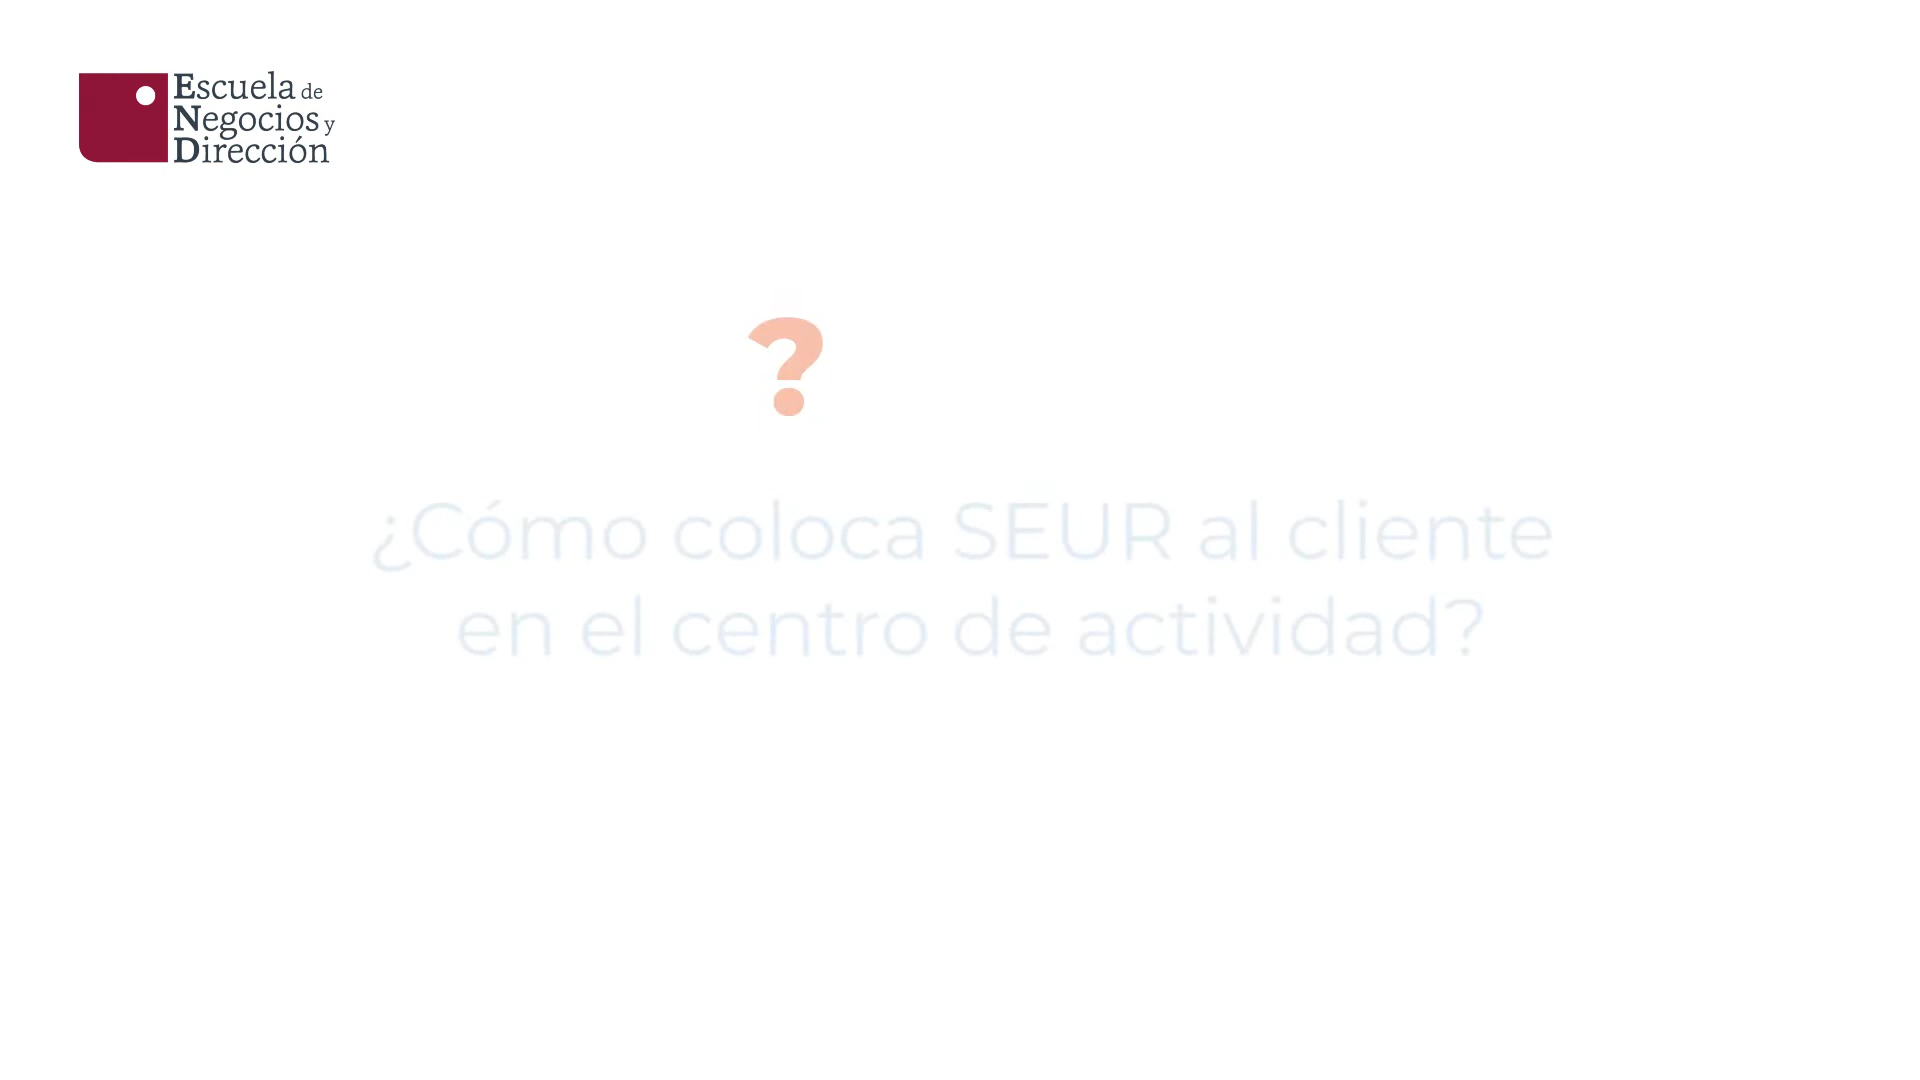 Escuela de
Negocios y
Dirección
?
¿Cómo coloca SEUR al cliente
en el centro de actividad?